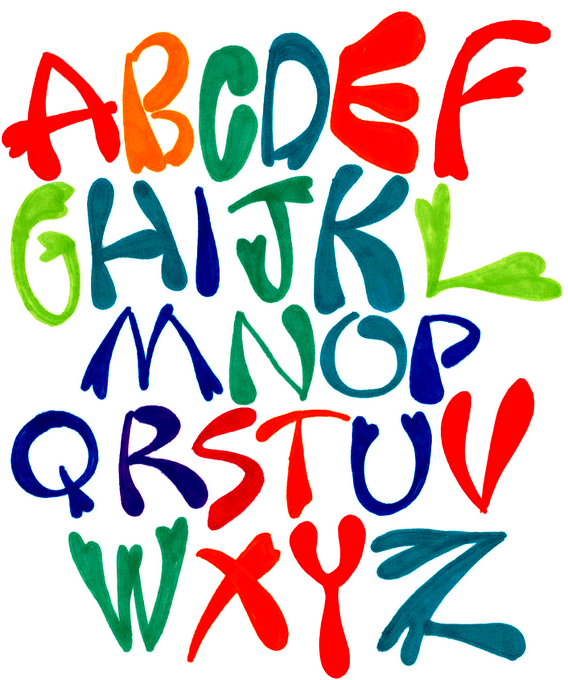 ABCDEF
GHIJKL
MNOP
QRSTUV
WXYZ